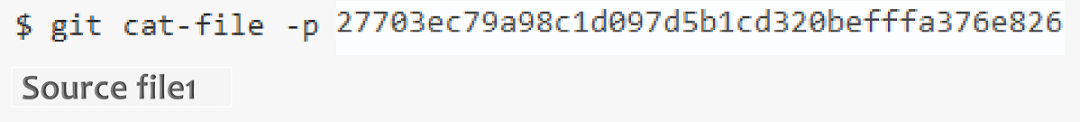 $ git cat-file -p 27703ec79a98c1d097d5b1cd320befffa376e826
Source file1